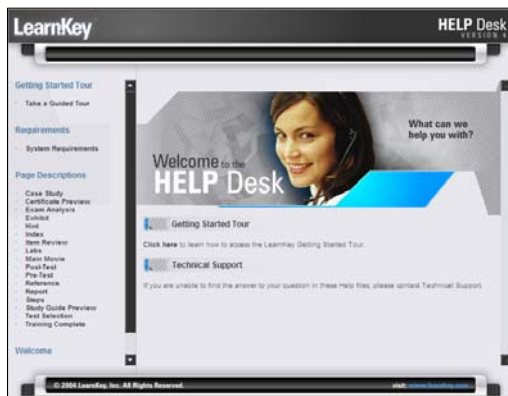 LearnKey
HELP Desk
VERSION 4
Getting Started Tour
Take a Guided Tour
Requirements
System Requirements
Page Descriptions
Case Study
Certificate Preview
Exam Analysis
Exhibit
Hint
Index
Item Review
Labs
Main Movie
Post-Test
Pre-Test
Reference
Report
Steps
Study Guide Preview
Test Selection
Training Complete
Welcome
What can we
help you with?
Welcome to the
HELP Desk
Getting Started Tour
Click here to learn how to access the LearnKey Getting Started Tour.
Technical Support
If you are unable to find the answer to your question in these Help files, please contact Technical Support.
© 2004 LearnKey, Inc. All Rights Reserved.
visit: www.learnkey.com